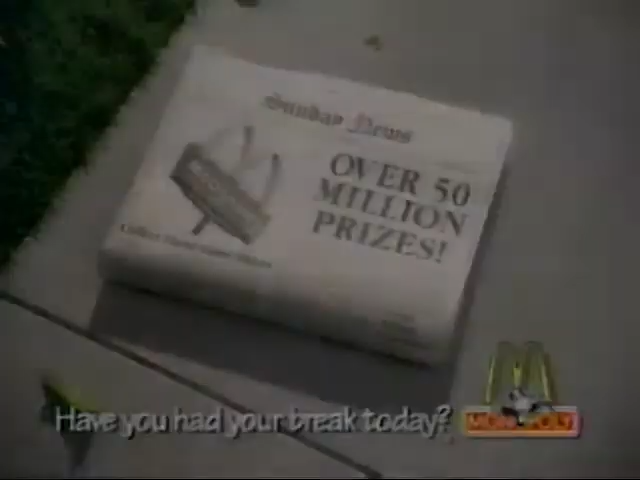 Sunday News
OVER 50
MILLION
PRIZES!
Have you had your break today?
MONOPOLY